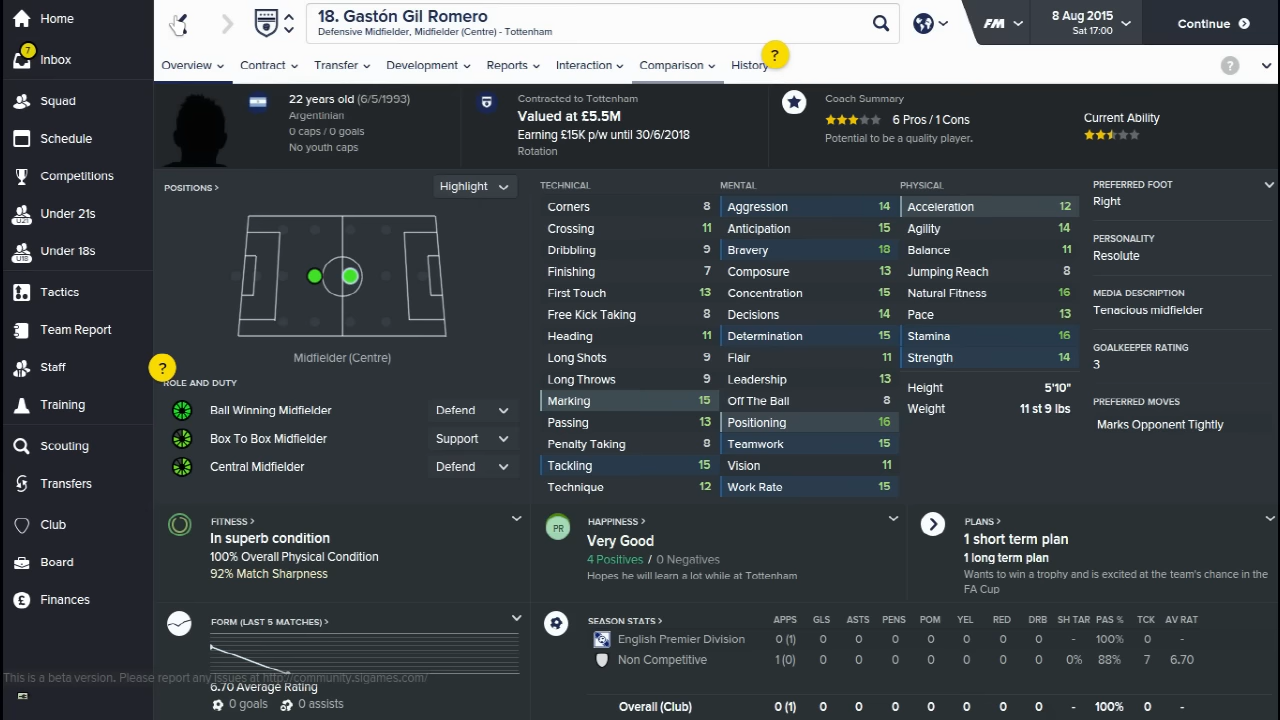 Home
7
Inbox
Squad
Schedule
Competitions
U21
Under 21s
U18
Under 18s
Tactics
Team Report
Staff
Training
Scouting
Transfers
Club
Board
Finances
18. Gastón Gil Romero
Defensive Midfielder, Midfielder (Centre) - Tottenham
FM
8 Aug 2015
Sat 17:00
Continue
Overview Contract Transfer Development Reports Interaction Comparison History ?
?
22 years old (6/5/1993)
Argentinian
0 caps / 0 goals
No youth caps
Contracted to Tottenham
Valued at £5.5M
Earning £15K p/w until 30/6/2018
Rotation
Coach Summary
6 Pros / 1 Cons
Potential to be a quality player.
Current Ability
POSITIONS >
Highlight
Midfielder (Centre)
?
ROLE AND DUTY
Ball Winning Midfielder Defend
Box To Box Midfielder Support
Central Midfielder Defend
TECHNICAL
Corners 8
Crossing 11
Dribbling 9
Finishing 7
First Touch 13
Free Kick Taking 8
Heading 11
Long Shots 9
Long Throws 9
Marking 15
Passing 13
Penalty Taking 8
Tackling 15
Technique 12
MENTAL
Aggression 14
Anticipation 15
Bravery 18
Composure 13
Concentration 15
Decisions 14
Determination 15
Flair 11
Leadership 13
Off The Ball 8
Positioning 16
Teamwork 15
Vision 11
Work Rate 15
PHYSICAL
Acceleration 12
Agility 14
Balance 11
Jumping Reach 8
Natural Fitness 16
Pace 13
Stamina 16
Strength 14
Height 5'10"
Weight 11 st 9 lbs
PREFERRED FOOT
Right
PERSONALITY
Resolute
MEDIA DESCRIPTION
Tenacious midfielder
GOALKEEPER RATING
3
PREFERRED MOVES
Marks Opponent Tightly
FITNESS >
In superb condition
100% Overall Physical Condition
92% Match Sharpness
PR
HAPPINESS >
Very Good
4 Positives / 0 Negatives
Hopes he will learn a lot while at Tottenham
PLANS >
1 short term plan
1 long term plan
Wants to win a trophy and is excited at the team's chance in the
FA Cup
FORM (LAST 5 MATCHES) >
6.70 Average Rating
0 goals 0 assists
SEASON STATS > APPS GLS ASTS PENS POM YEL RED DRB SH TAR PAS % TCK AV RAT
English Premier Division 0 (1) 0 0 0 0 0 0 0 - 100% 0 -
Non Competitive 1 (0) 0 0 0 0 0 0 0 0% 88% 7 6.70
Overall (Club) 0 (1) 0 0 0 0 0 0 0 - 100% 0 -
This is a beta version. Please report any issues at http://community.sigames.com/